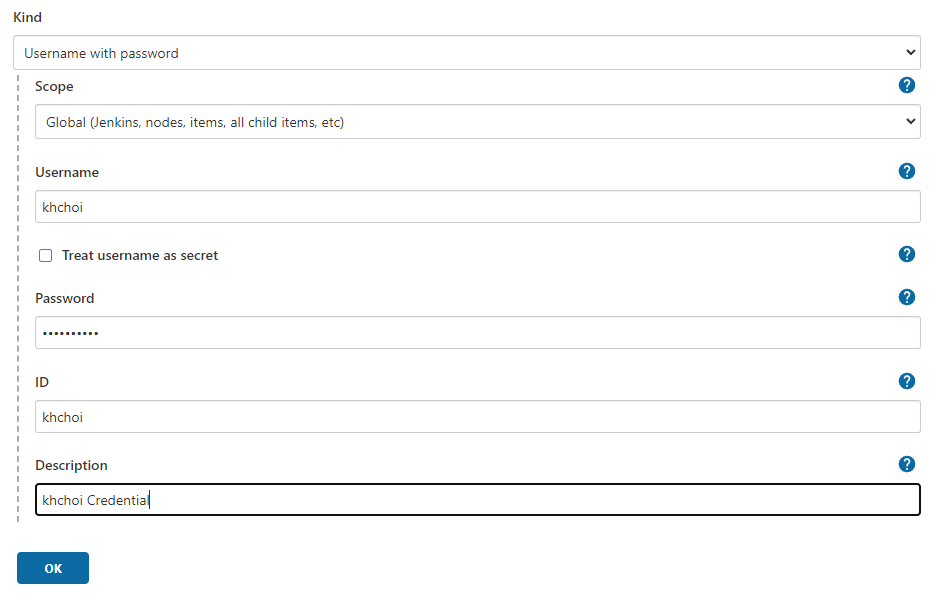 Kind
Username with password
Scope
?
Global (Jenkins, nodes, items, all child items, etc)
Username
?
khchoi
Treat username as secret
?
Password
?
••••••••••
ID
?
khchoi
Description
?
khchoi Credential
OK